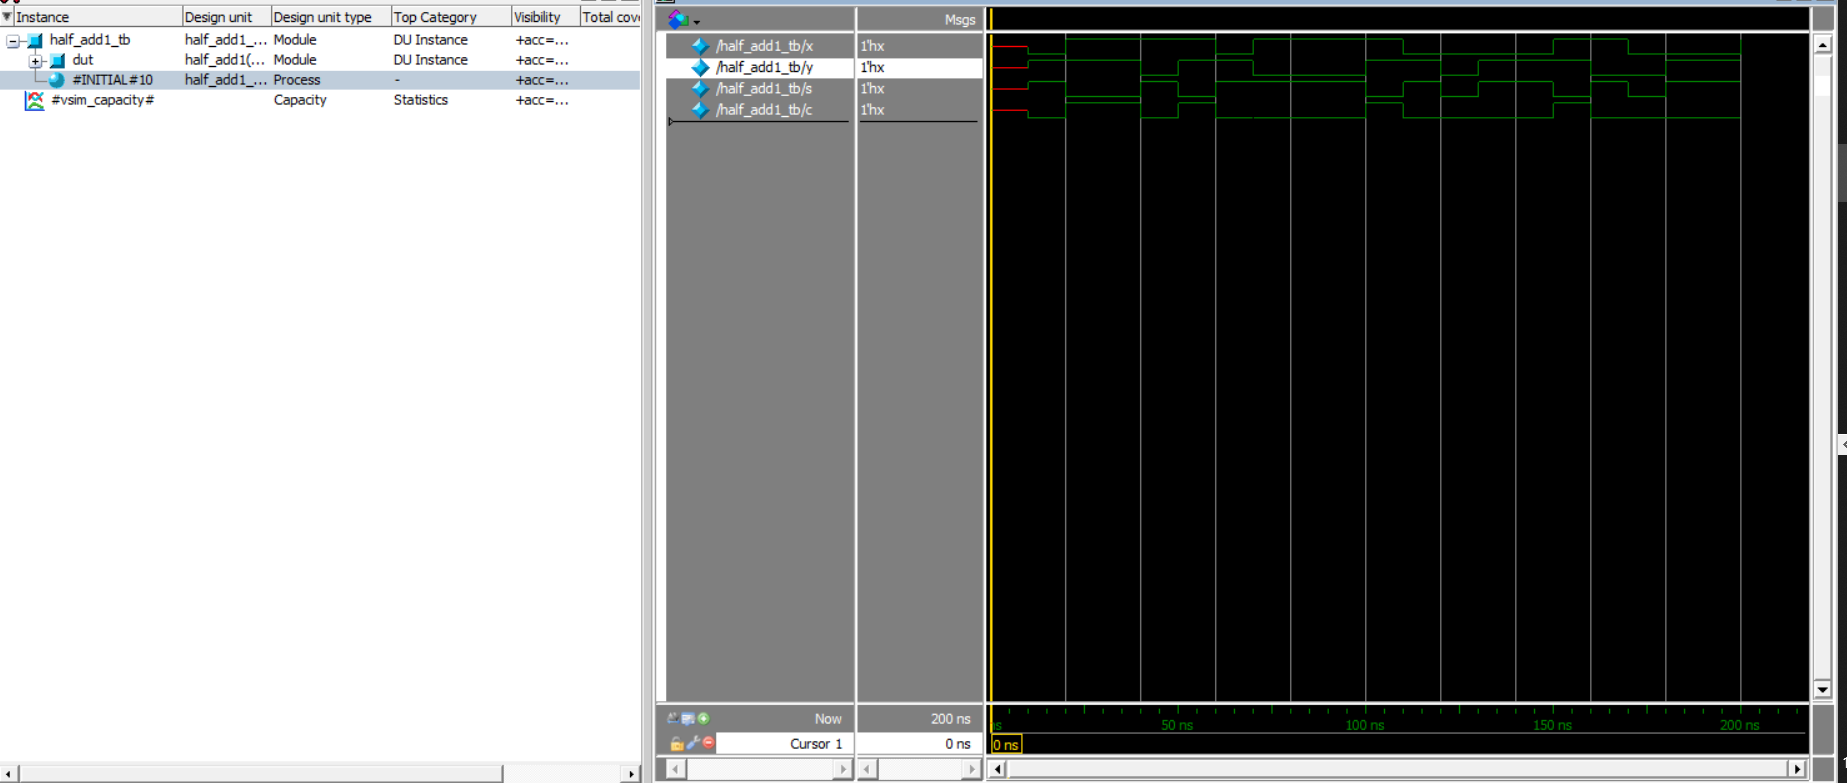 Instance Design unit Design unit type Top Category Visibility Total cov
half_add1_tb half_add1_... Module DU Instance +acc=...
dut half_add1(... Module DU Instance +acc=...
#INITIAL#10 half_add1_... Process - +acc=...
#vsim_capacity# Capacity Statistics +acc=...
Msgs
/half_add1_tb/x 1'hx
/half_add1_tb/y 1'hx
/half_add1_tb/s 1'hx
/half_add1_tb/c 1'hx
Now 200 ns
ns 50 ns 100 ns 150 ns 200 ns
Cursor 1 0 ns
0 ns